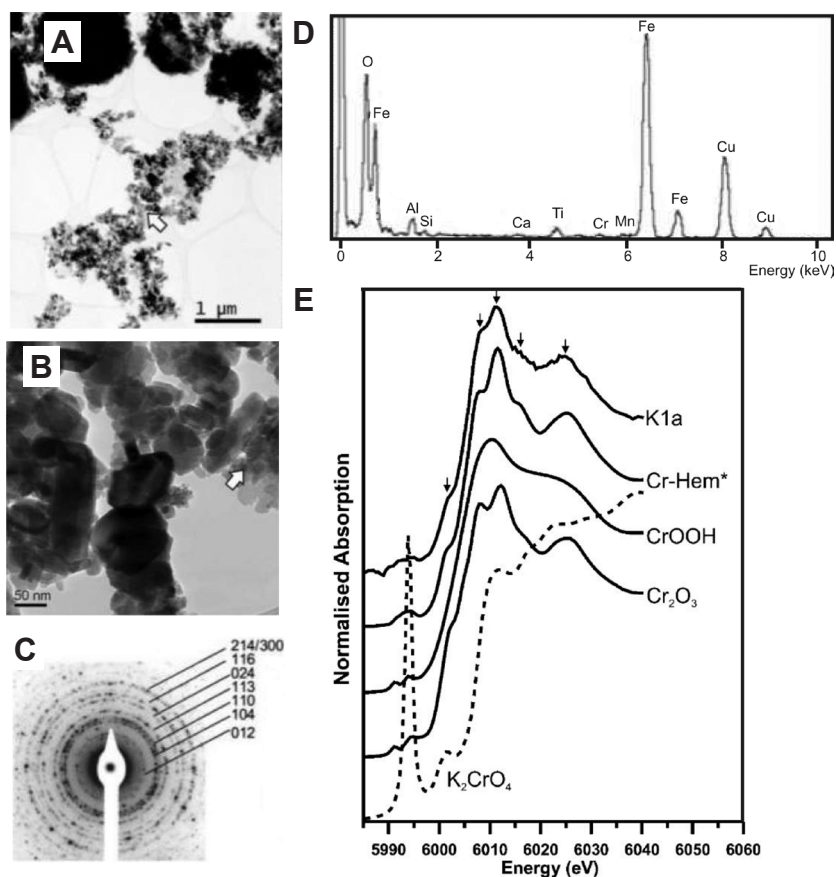 A
1 µm
B
50 nm
C
214/300
116
024
113
110
104
012
D
O
Fe
Al
Si
Ca
Ti
Cr
Mn
Fe
Fe
Cu
Cu
0 2 4 6 8 10
Energy (keV)
E
Normalised Absorption
K1a
Cr-Hem*
CrOOH
Cr₂O₃
K₂CrO₄
5990 6000 6010 6020 6030 6040 6050 6060
Energy (eV)